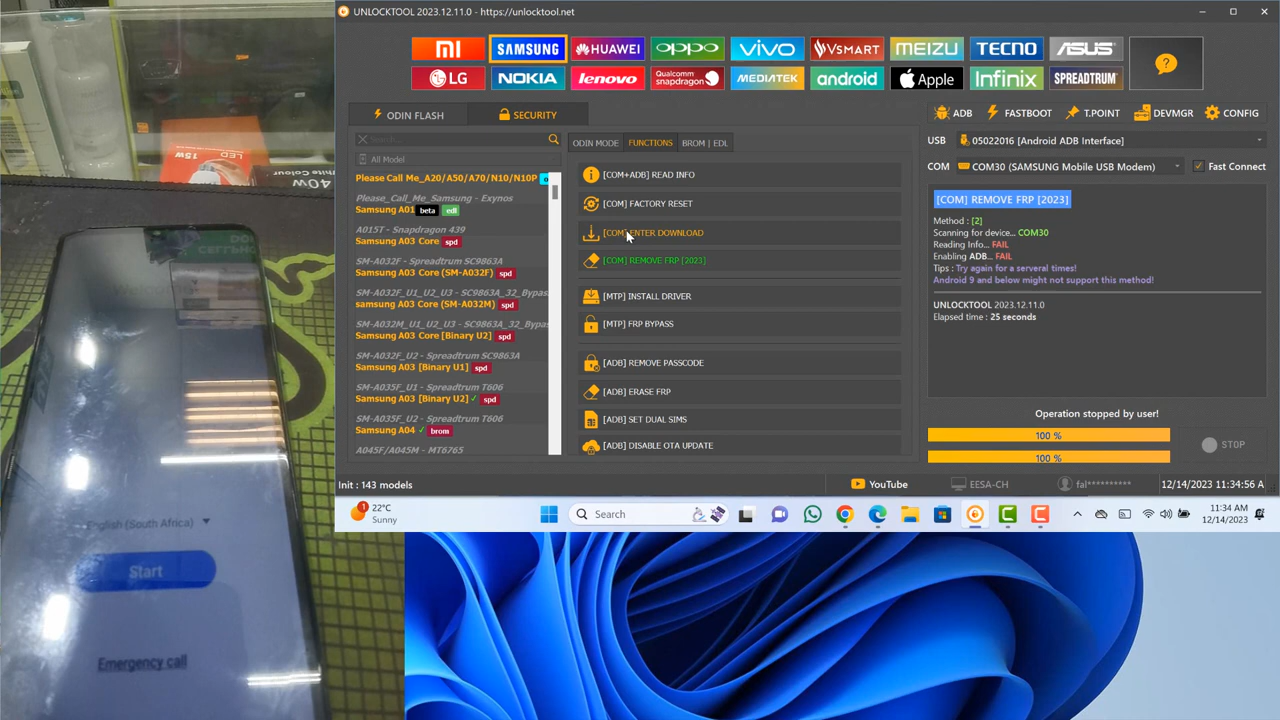 UNLOCKTOOL 2023.12.11.0 - https://unlocktool.net
MI
SAMSUNG
HUAWEI
OPPO
VIVO
VSMART
MEIZU
TECNO
ASUS
LG
NOKIA
lenovo
Qualcomm snapdragon
MEDIATEK
android
Apple
Infinix
SPREADTRUM
?
ODIN FLASH
SECURITY
ADB
FASTBOOT
T.POINT
DEVMGR
CONFIG
Search...
All Model
Please Call Me_A20/A50/A70/N10/N10P
Please_Call_Me_Samsung - Exynos
Samsung A01 beta edl
A015T - Snapdragon 439
Samsung A03 Core spd
SM-A032F - Spreadtrum SC9863A
Samsung A03 Core (SM-A032F) spd
SM-A032F_U1_U2_U3 - SC9863A_32_Bypas
samsung A03 Core (SM-A032M) spd
SM-A032M_U1_U2_U3 - SC9863A_32_Bypas
Samsung A03 Core [Binary U2] spd
SM-A032F_U2 - Spreadtrum SC9863A
Samsung A03 [Binary U1] spd
SM-A035F_U1 - Spreadtrum T606
Samsung A03 [Binary U2] ✓ spd
SM-A035F_U2 - Spreadtrum T606
Samsung A04 ✓ brom
A045F/A045M - MT6765
ODIN MODE
FUNCTIONS
BROM | EDL
[COM+ADB] READ INFO
[COM] FACTORY RESET
[COM] ENTER DOWNLOAD
[COM] REMOVE FRP [2023]
[MTP] INSTALL DRIVER
[MTP] FRP BYPASS
[ADB] REMOVE PASSCODE
[ADB] ERASE FRP
[ADB] SET DUAL SIMS
[ADB] DISABLE OTA UPDATE
USB 05022016 [Android ADB Interface]
COM COM30 (SAMSUNG Mobile USB Modem) Fast Connect
[COM] REMOVE FRP [2023]
Method : [2]
Scanning for device... COM30
Reading Info... FAIL
Enabling ADB... FAIL
Tips : Try again for a serveral times!
Android 9 and below might not support this method!
UNLOCKTOOL 2023.12.11.0
Elapsed time : 25 seconds
Operation stopped by user!
100 %
100 %
STOP
Init : 143 models
YouTube
EESA-CH
fal**********
12/14/2023 11:34:56 A
1
22°C
Sunny
Search
11:34 AM
12/14/2023
15W
LED
40w
English (South Africa)
Start
Emergency call